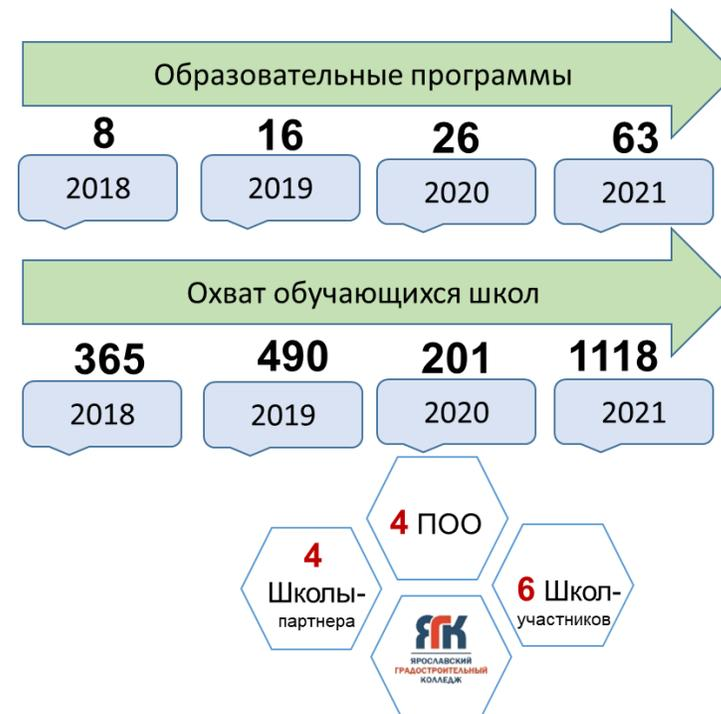 Образовательные программы
8 16 26 63
2018 2019 2020 2021
Охват обучающихся школ
365 490 201 1118
2018 2019 2020 2021
4 ПОО
4
Школы-
партнера
6 Школ-
участников
ЯГК
ЯРОСЛАВСКИЙ
ГРАДОСТРОИТЕЛЬНЫЙ
КОЛЛЕДЖ